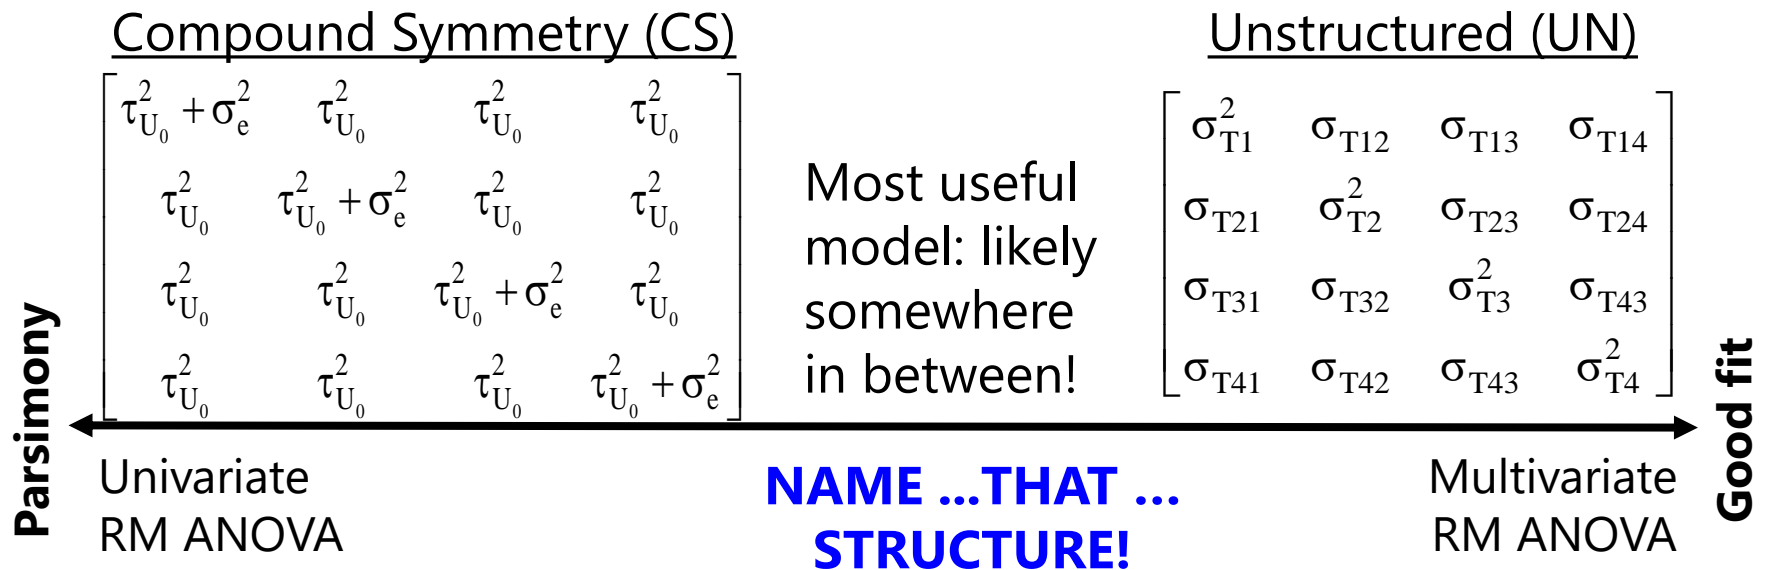 Compound Symmetry (CS)
τ²U₀ + σ²e τ²U₀ τ²U₀ τ²U₀
τ²U₀ τ²U₀ + σ²e τ²U₀ τ²U₀
τ²U₀ τ²U₀ τ²U₀ + σ²e τ²U₀
τ²U₀ τ²U₀ τ²U₀ τ²U₀ + σ²e
Most useful
model: likely
somewhere
in between!
Unstructured (UN)
σ²T1 σT12 σT13 σT14
σT21 σ²T2 σT23 σT24
σT31 σT32 σ²T3 σT43
σT41 σT42 σT43 σ²T4
Parsimony
Good fit
Univariate
RM ANOVA
NAME ...THAT ...
STRUCTURE!
Multivariate
RM ANOVA